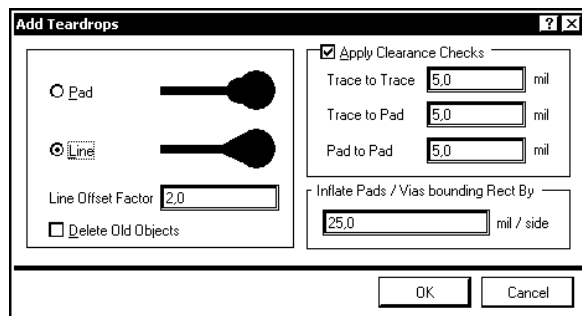 Add Teardrops
Pad
Line
Line Offset Factor 2,0
Delete Old Objects
Apply Clearance Checks
Trace to Trace 5,0 mil
Trace to Pad 5,0 mil
Pad to Pad 5,0 mil
Inflate Pads / Vias bounding Rect By
25,0 mil / side
OK Cancel